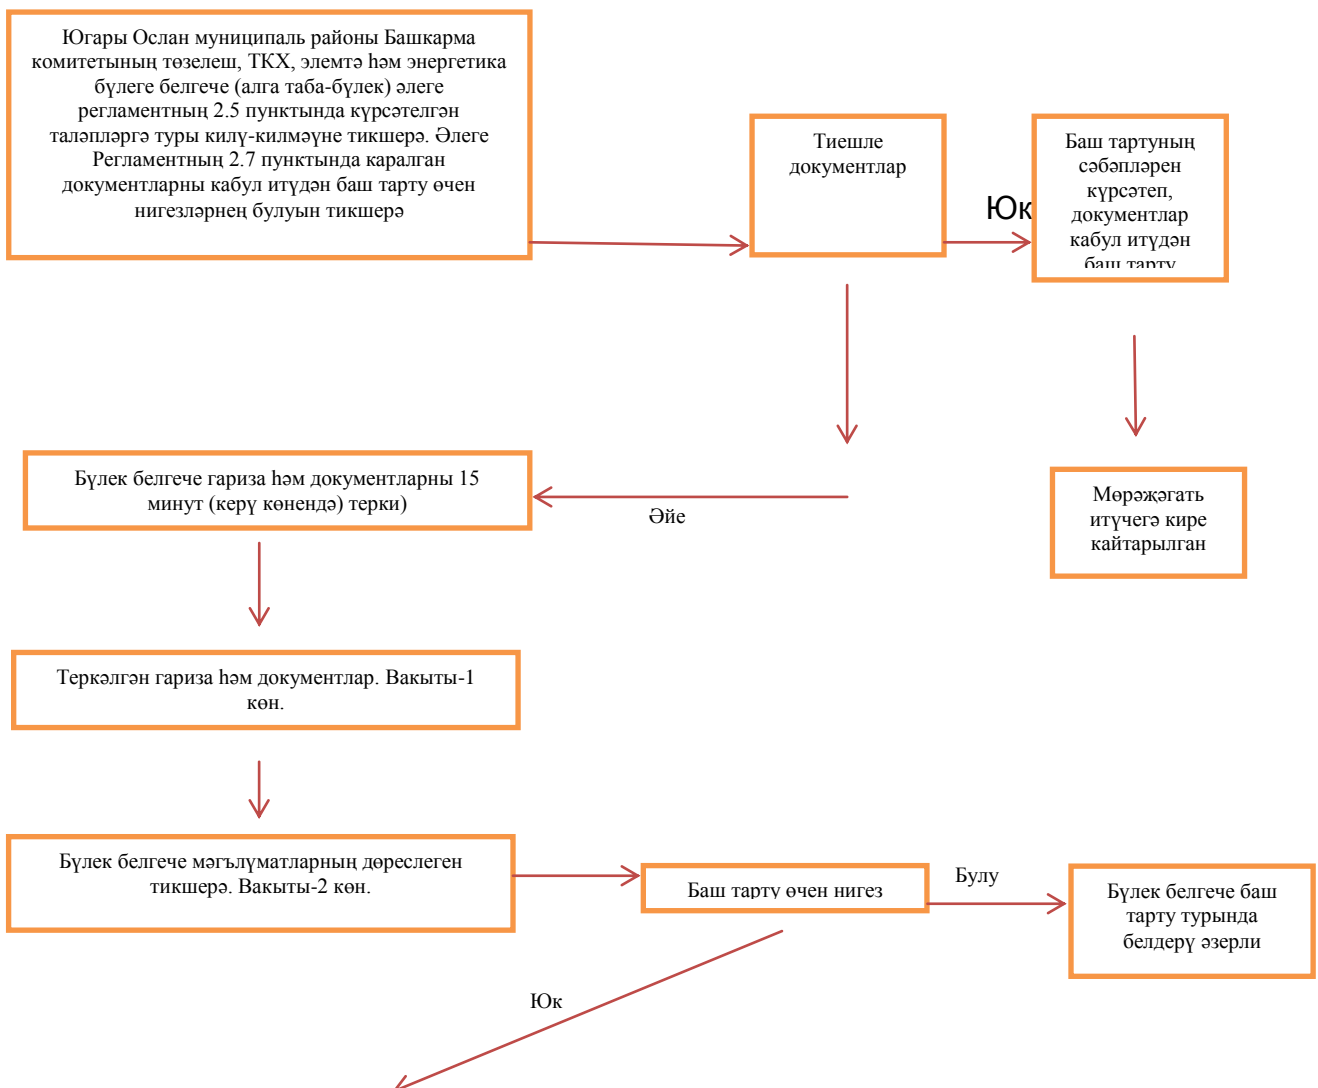 Югары Ослан муниципаль районы Башкарма
комитетының төзелеш, ТКХ, элемтә һәм энергетика
бүлеге белгече (алга таба-бүлек) әлеге
регламентның 2.5 пунктында күрсәтелгән
таләпләргә туры килү-килмәүне тикшерә. Әлеге
Регламентның 2.7 пунктында каралган
документларны кабул итүдән баш тарту өчен
нигезләрнең булуын тикшерә
Тиешле
документлар
Юк
Баш тартуның
сәбәпләрен
күрсәтеп,
документлар
кабул итүдән
баш тарту
Бүлек белгече гариза һәм документларны 15
минут (керү көнендә) терки)
Әйе
Мөрәҗәгать
итүчегә кире
кайтарылган
Теркәлгән гариза һәм документлар. Вакыты-1
көн.
Бүлек белгече мәгълүматларның дөреслеген
тикшерә. Вакыты-2 көн.
Баш тарту өчен нигез
Булу
Бүлек белгече баш
тарту турында
белдерү әзерли
Юк